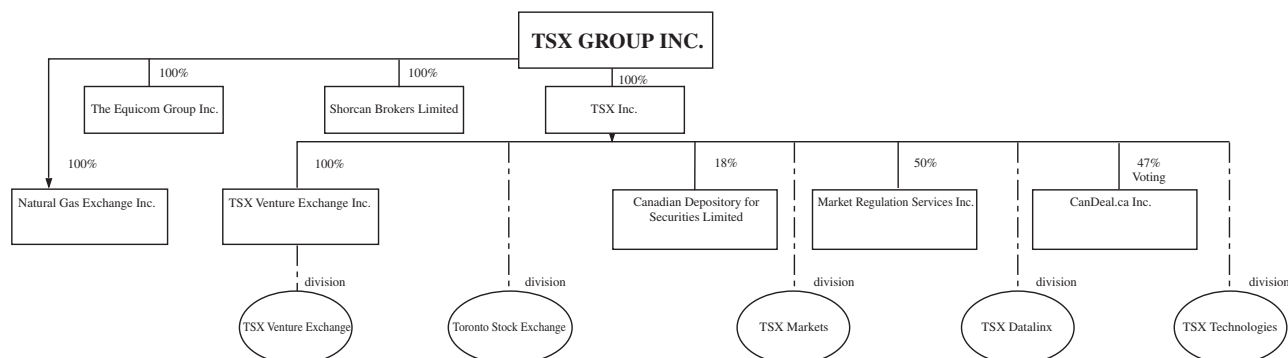 TSX GROUP INC.
100%
100%
100%
The Equicom Group Inc.
Shorcan Brokers Limited
TSX Inc.
100%
100%
18%
50%
47%
Voting
Natural Gas Exchange Inc.
TSX Venture Exchange Inc.
Canadian Depository for
Securities Limited
Market Regulation Services Inc.
CanDeal.ca Inc.
division
division
division
division
division
TSX Venture Exchange
Toronto Stock Exchange
TSX Markets
TSX Datalinx
TSX Technologies